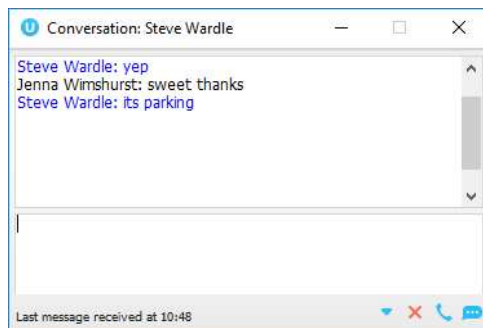 U Conversation: Steve Wardle
Steve Wardle: yep
Jenna Wimshurst: sweet thanks
Steve Wardle: its parking
Last message received at 10:48